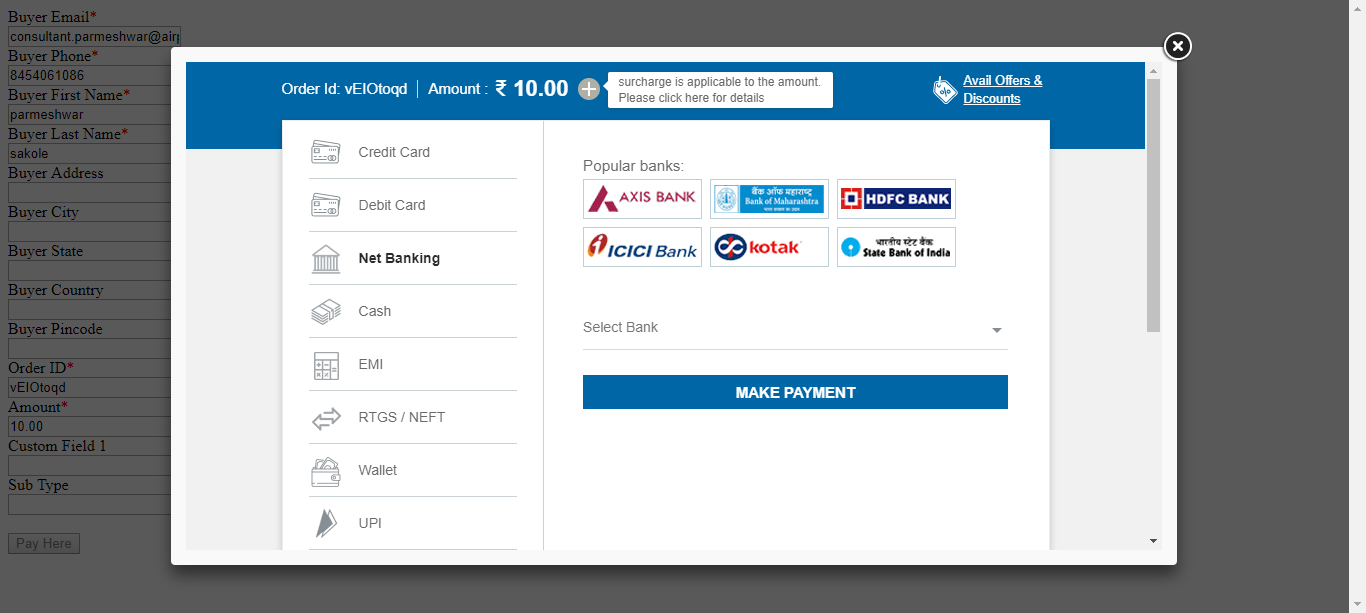 Buyer Email*
consultant.parmeshwar@air
Buyer Phone*
8454061086
Buyer First Name*
parmeshwar
Buyer Last Name*
sakole
Buyer Address
Buyer City
Buyer State
Buyer Country
Buyer Pincode
Order ID*
vEIOtoqd
Amount*
10.00
Custom Field 1
Sub Type
Pay Here
Order Id: vEIOtoqd | Amount : ₹ 10.00
surcharge is applicable to the amount.
Please click here for details
Avail Offers &
Discounts
Credit Card
Debit Card
Net Banking
Cash
EMI
RTGS / NEFT
Wallet
UPI
Popular banks:
AXIS BANK
बैंक ऑफ महाराष्ट्र
Bank of Maharashtra
HDFC BANK
ICICI Bank
kotak
भारतीय स्टेट बैंक
State Bank of India
Select Bank
MAKE PAYMENT